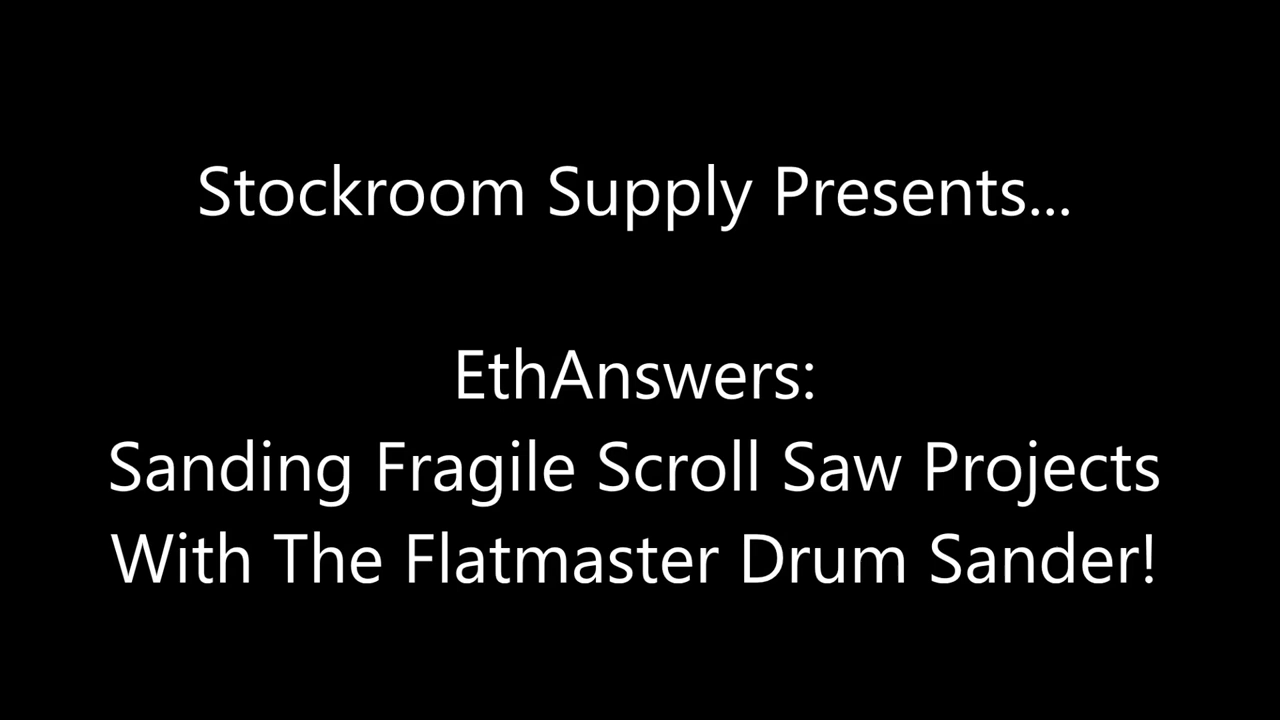 Stockroom Supply Presents...
EthAnswers:
Sanding Fragile Scroll Saw Projects
With The Flatmaster Drum Sander!